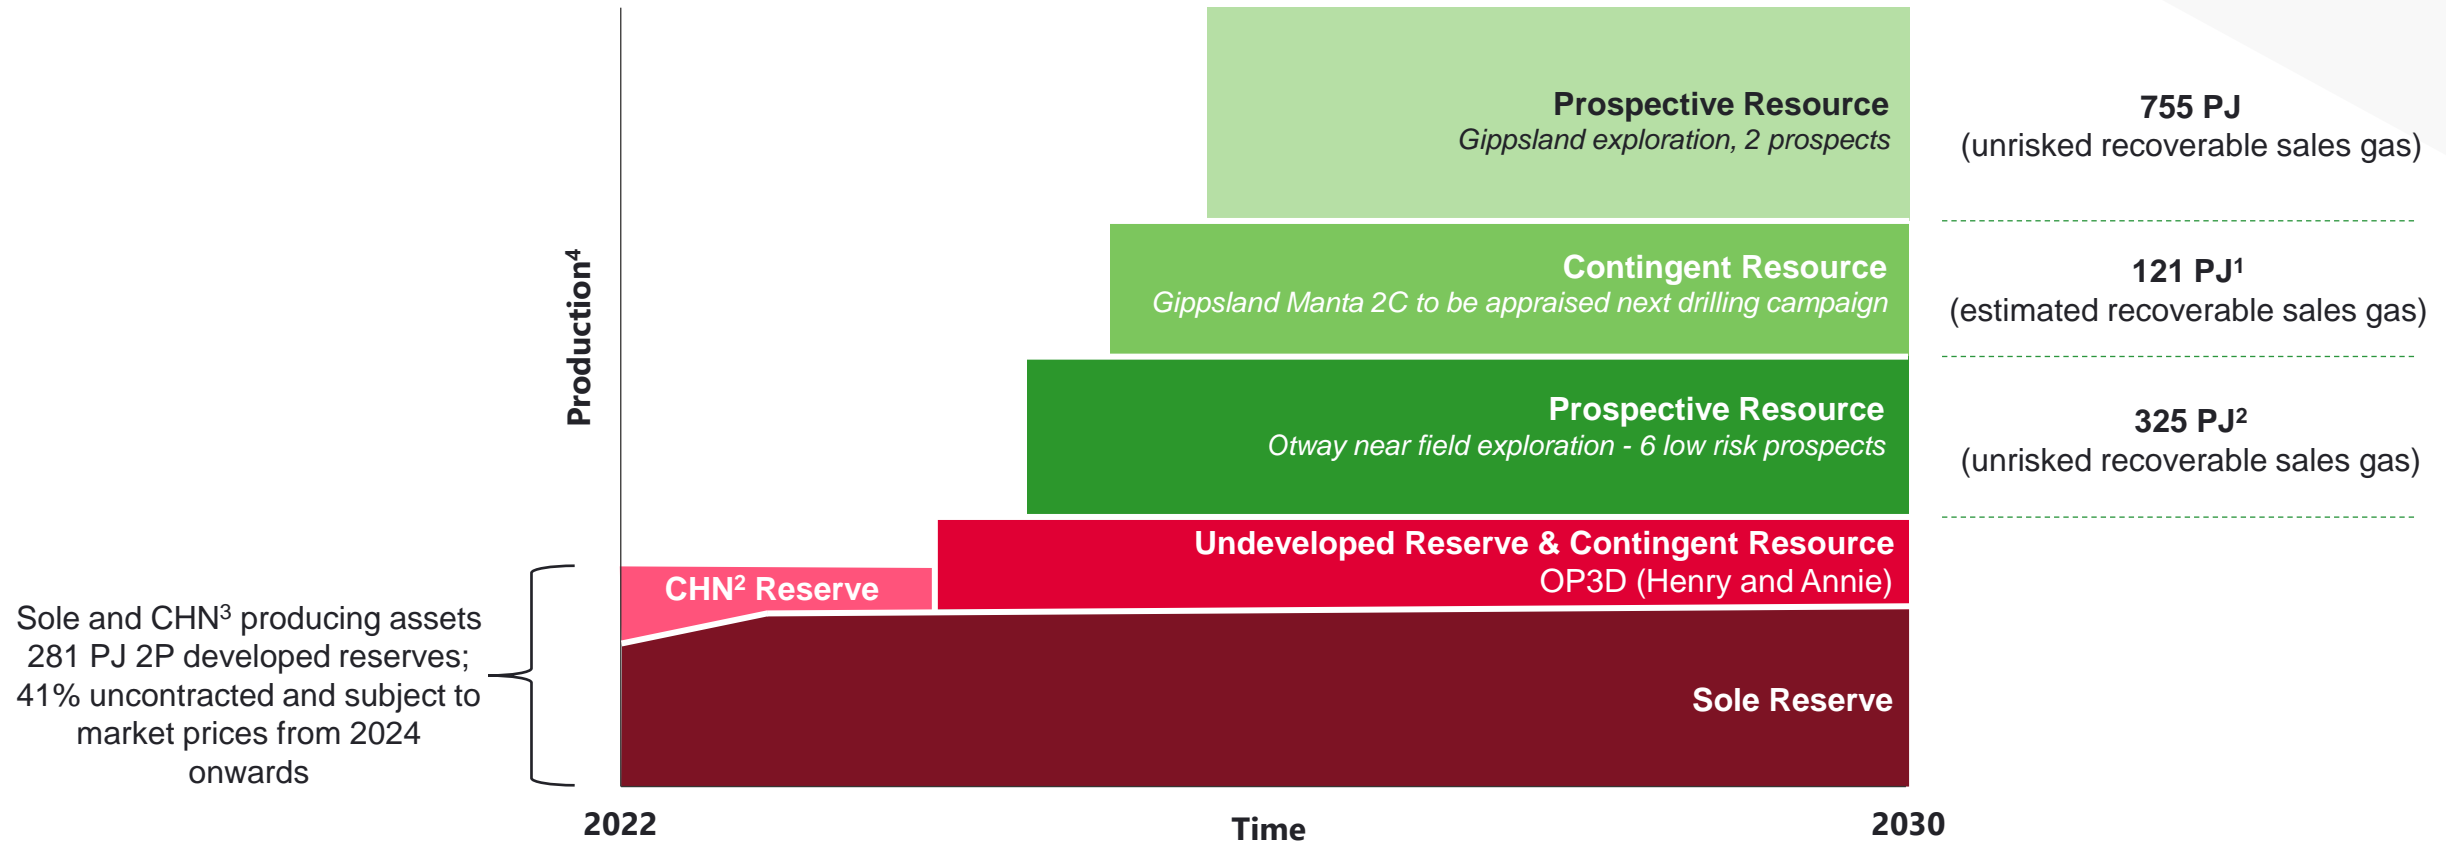 Prospective Resource
Gippsland exploration, 2 prospects
755 PJ
(unrisked recoverable sales gas)
Contingent Resource
Gippsland Manta 2C to be appraised next drilling campaign
121 PJ¹
(estimated recoverable sales gas)
Production⁴
Prospective Resource
Otway near field exploration - 6 low risk prospects
325 PJ²
(unrisked recoverable sales gas)
Undeveloped Reserve & Contingent Resource
OP3D (Henry and Annie)
CHN² Reserve
Sole and CHN³ producing assets
281 PJ 2P developed reserves;
41% uncontracted and subject to
market prices from 2024
onwards
Sole Reserve
2022
Time
2030